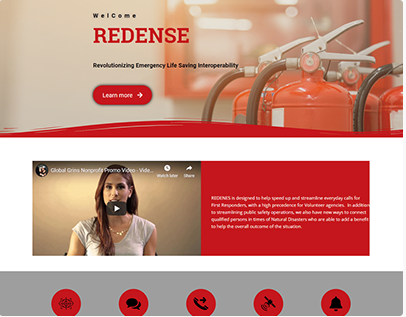 WelCome
REDENSE
Revolutionizing Emergency Life Saving Interoperability
Learn more
Global Grins Nonprofit Promo Video - Vide...
Watch later
Share
REDENES is designed to help speed up and streamline everyday calls for
First Responders, with a high precedence for Volunteer agencies. In addition
to streamlining public safety operations, we also have new ways to connect
qualified persons in times of Natural Disasters who are able to add a benefit
to help the overall outcome of the situation.